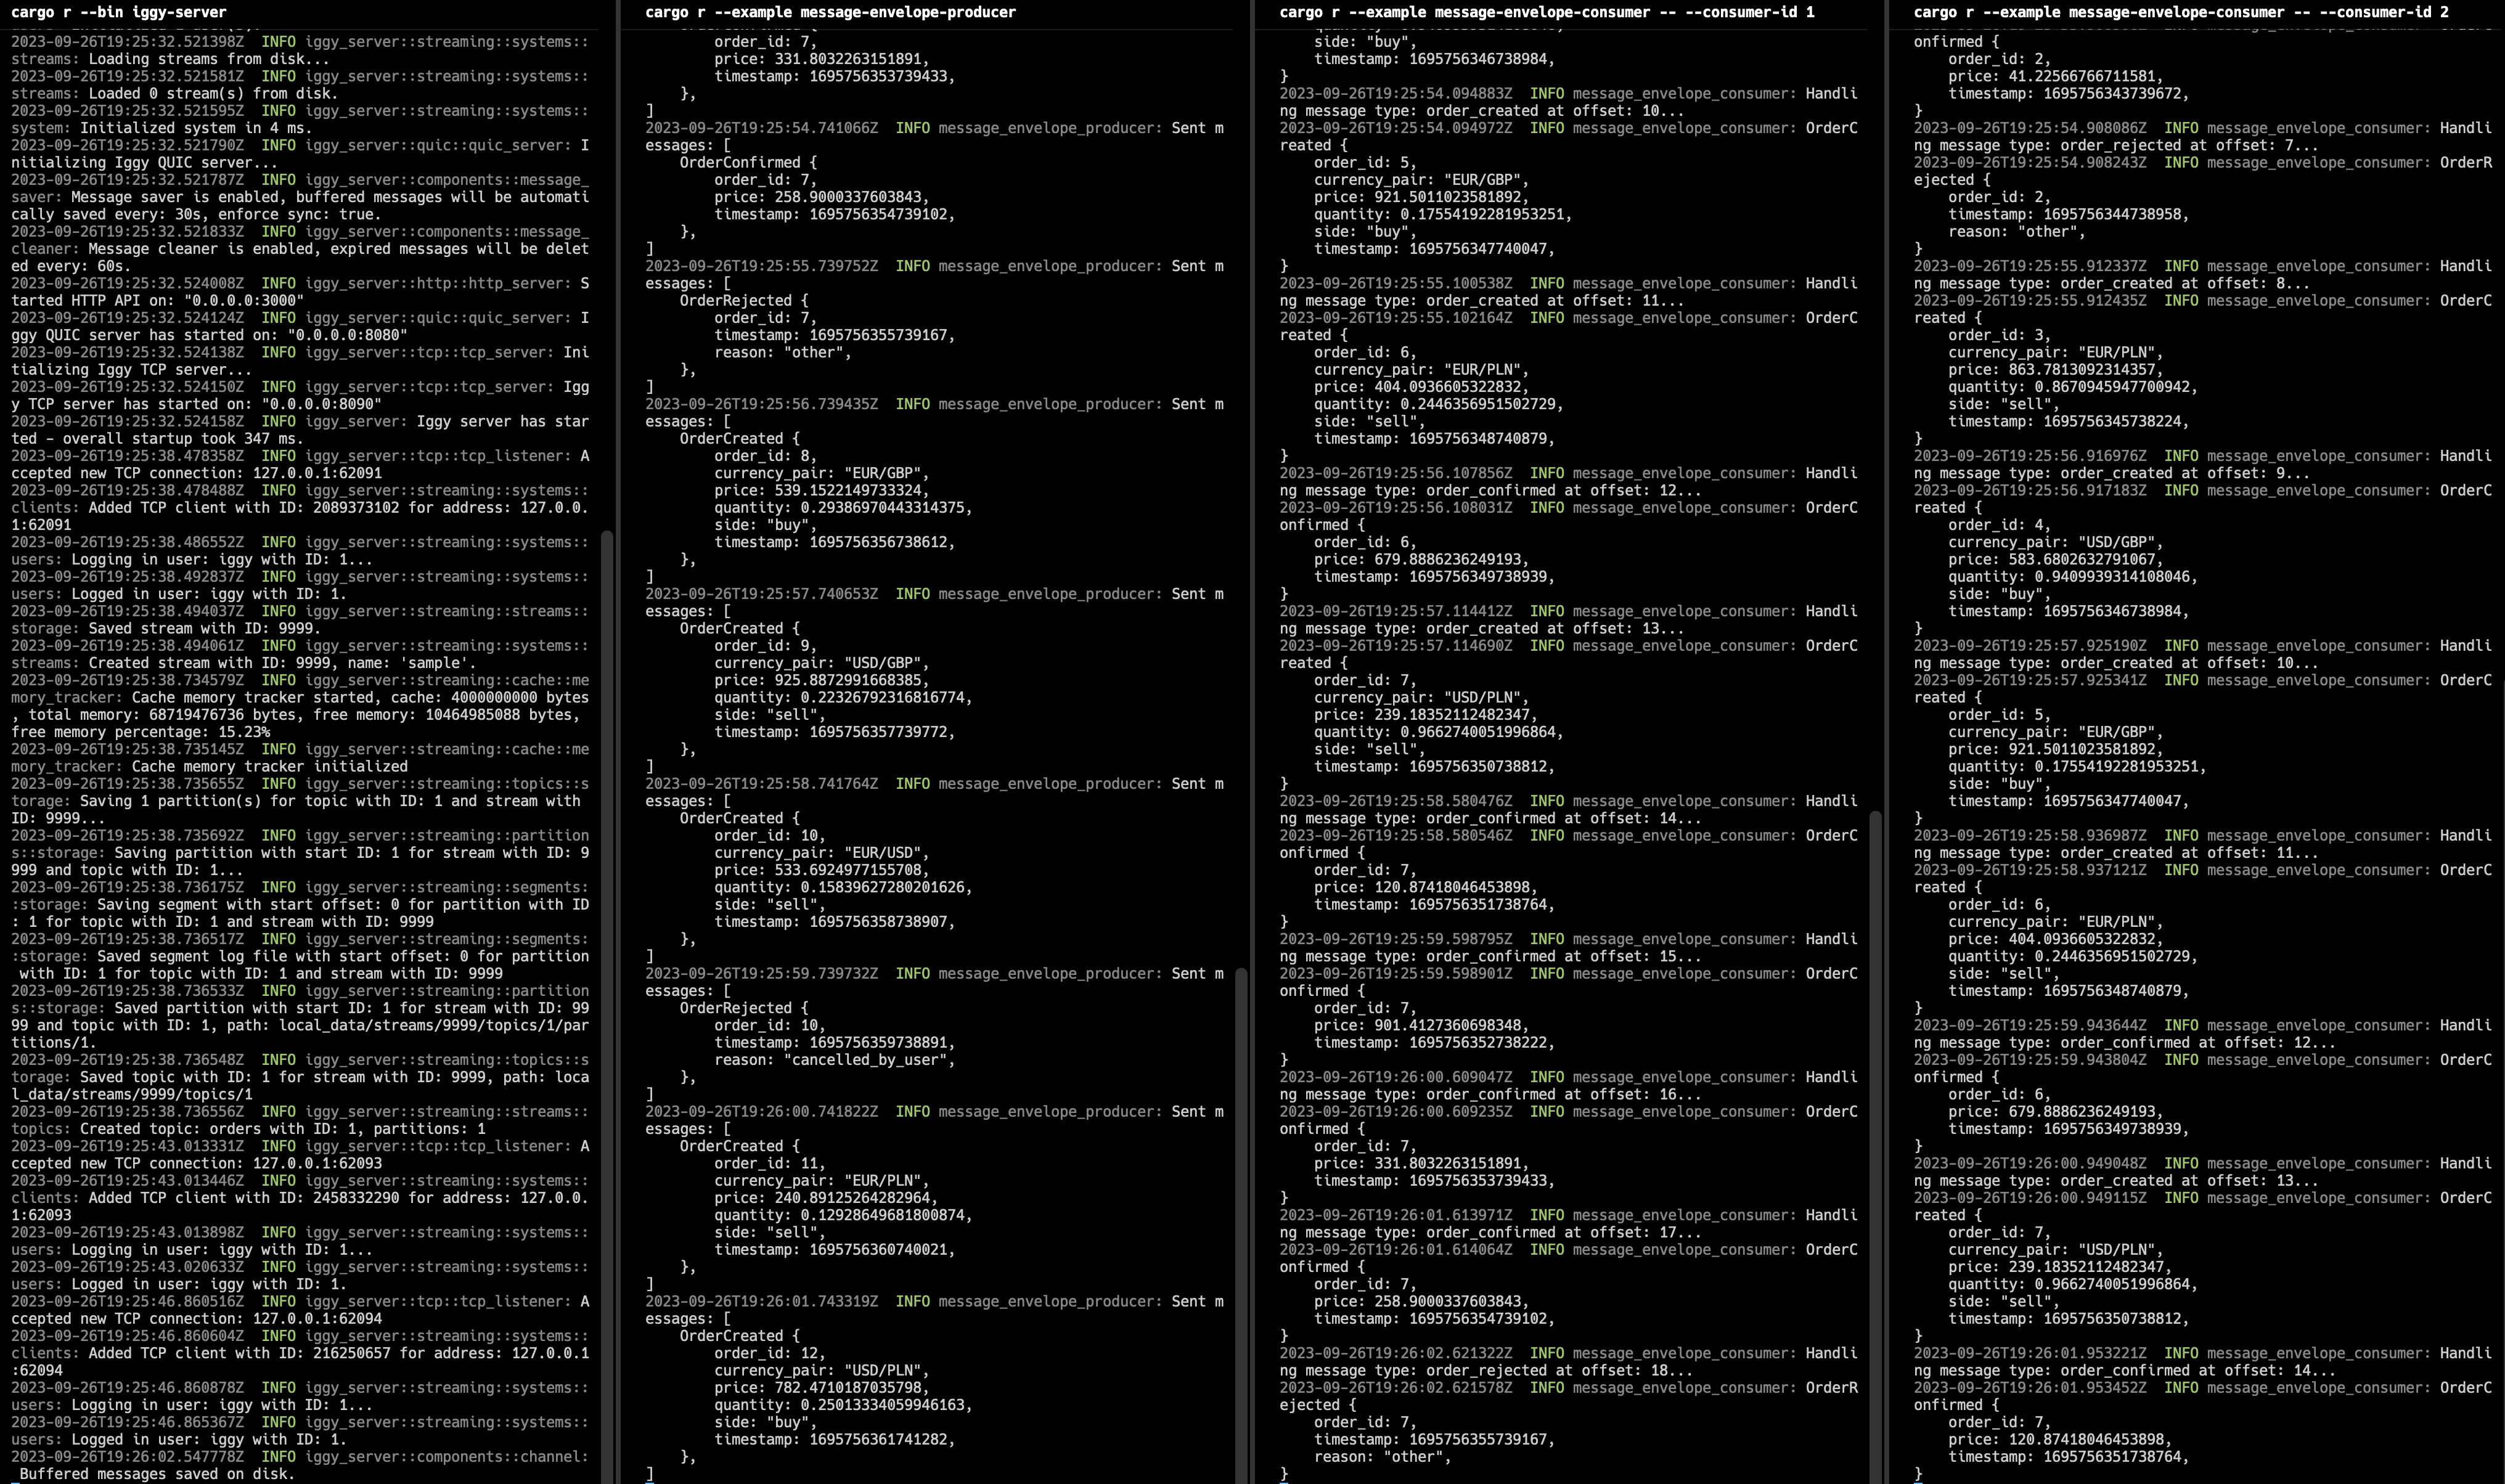 cargo r --bin iggy-server
2023-09-26T19:25:32.521398Z  INFO iggy_server::streaming::systems::
streams: Loading streams from disk...
2023-09-26T19:25:32.521581Z  INFO iggy_server::streaming::systems::
streams: Loaded 0 stream(s) from disk.
2023-09-26T19:25:32.521595Z  INFO iggy_server::streaming::systems::
system: Initialized system in 4 ms.
2023-09-26T19:25:32.521790Z  INFO iggy_server::quic::quic_server: I
nitializing Iggy QUIC server...
2023-09-26T19:25:32.521787Z  INFO iggy_server::components::message_
saver: Message saver is enabled, buffered messages will be automati
cally saved every: 30s, enforce sync: true.
2023-09-26T19:25:32.521833Z  INFO iggy_server::components::message_
cleaner: Message cleaner is enabled, expired messages will be delet
ed every: 60s.
2023-09-26T19:25:32.524008Z  INFO iggy_server::http::http_server: S
tarted HTTP API on: "0.0.0.0:3000"
2023-09-26T19:25:32.524124Z  INFO iggy_server::quic::quic_server: I
ggy QUIC server has started on: "0.0.0.0:8080"
2023-09-26T19:25:32.524138Z  INFO iggy_server::tcp::tcp_server: Ini
tializing Iggy TCP server...
2023-09-26T19:25:32.524150Z  INFO iggy_server::tcp::tcp_server: Igg
y TCP server has started on: "0.0.0.0:8090"
2023-09-26T19:25:32.524158Z  INFO iggy_server: Iggy server has star
ted - overall startup took 347 ms.
2023-09-26T19:25:38.478358Z  INFO iggy_server::tcp::tcp_listener: A
ccepted new TCP connection: 127.0.0.1:62091
2023-09-26T19:25:38.478488Z  INFO iggy_server::streaming::systems::
clients: Added TCP client with ID: 2089373102 for address: 127.0.0.
1:62091
2023-09-26T19:25:38.486552Z  INFO iggy_server::streaming::systems::
users: Logging in user: iggy with ID: 1...
2023-09-26T19:25:38.492837Z  INFO iggy_server::streaming::systems::
users: Logged in user: iggy with ID: 1.
2023-09-26T19:25:38.494037Z  INFO iggy_server::streaming::streams::
storage: Saved stream with ID: 9999.
2023-09-26T19:25:38.494061Z  INFO iggy_server::streaming::systems::
streams: Created stream with ID: 9999, name: 'sample'.
2023-09-26T19:25:38.734579Z  INFO iggy_server::streaming::cache::me
mory_tracker: Cache memory tracker started, cache: 4000000000 bytes
, total memory: 68719476736 bytes, free memory: 10464985088 bytes,
free memory percentage: 15.23%
2023-09-26T19:25:38.735145Z  INFO iggy_server::streaming::cache::me
mory_tracker: Cache memory tracker initialized
2023-09-26T19:25:38.735655Z  INFO iggy_server::streaming::topics::s
torage: Saving 1 partition(s) for topic with ID: 1 and stream with
ID: 9999...
2023-09-26T19:25:38.735692Z  INFO iggy_server::streaming::partition
s::storage: Saving partition with start ID: 1 for stream with ID: 9
999 and topic with ID: 1...
2023-09-26T19:25:38.736175Z  INFO iggy_server::streaming::segments:
:storage: Saving segment with start offset: 0 for partition with ID
: 1 for topic with ID: 1 and stream with ID: 9999
2023-09-26T19:25:38.736517Z  INFO iggy_server::streaming::segments:
:storage: Saved segment log file with start offset: 0 for partition
with ID: 1 for topic with ID: 1 and stream with ID: 9999
2023-09-26T19:25:38.736533Z  INFO iggy_server::streaming::partition
s::storage: Saved partition with start ID: 1 for stream with ID: 99
99 and topic with ID: 1, path: local_data/streams/9999/topics/1/par
titions/1.
2023-09-26T19:25:38.736548Z  INFO iggy_server::streaming::topics::s
torage: Saved topic with ID: 1 for stream with ID: 9999, path: loca
l_data/streams/9999/topics/1
2023-09-26T19:25:38.736556Z  INFO iggy_server::streaming::streams::
topics: Created topic: orders with ID: 1, partitions: 1
2023-09-26T19:25:43.013331Z  INFO iggy_server::tcp::tcp_listener: A
ccepted new TCP connection: 127.0.0.1:62093
2023-09-26T19:25:43.013446Z  INFO iggy_server::streaming::systems::
clients: Added TCP client with ID: 2458332290 for address: 127.0.0.
1:62093
2023-09-26T19:25:43.013898Z  INFO iggy_server::streaming::systems::
users: Logging in user: iggy with ID: 1...
2023-09-26T19:25:43.020633Z  INFO iggy_server::streaming::systems::
users: Logged in user: iggy with ID: 1.
2023-09-26T19:25:46.860516Z  INFO iggy_server::tcp::tcp_listener: A
ccepted new TCP connection: 127.0.0.1:62094
2023-09-26T19:25:46.860604Z  INFO iggy_server::streaming::systems::
clients: Added TCP client with ID: 216250657 for address: 127.0.0.1
:62094
2023-09-26T19:25:46.860878Z  INFO iggy_server::streaming::systems::
users: Logging in user: iggy with ID: 1...
2023-09-26T19:25:46.865367Z  INFO iggy_server::streaming::systems::
users: Logged in user: iggy with ID: 1.
2023-09-26T19:26:02.547778Z  INFO iggy_server::components::channel:
Buffered messages saved on disk.
cargo r --example message-envelope-producer
order_id: 7,
price: 331.8032263151891,
timestamp: 1695756353739433,
},
]
2023-09-26T19:25:54.741066Z  INFO message_envelope_producer: Sent m
essages: [
OrderConfirmed {
order_id: 7,
price: 258.9000337603843,
timestamp: 1695756354739102,
},
]
2023-09-26T19:25:55.739752Z  INFO message_envelope_producer: Sent m
essages: [
OrderRejected {
order_id: 7,
timestamp: 1695756355739167,
reason: "other",
},
]
2023-09-26T19:25:56.739435Z  INFO message_envelope_producer: Sent m
essages: [
OrderCreated {
order_id: 8,
currency_pair: "EUR/GBP",
price: 539.1522149733324,
quantity: 0.29386970443314375,
side: "buy",
timestamp: 1695756356738612,
},
]
2023-09-26T19:25:57.740653Z  INFO message_envelope_producer: Sent m
essages: [
OrderCreated {
order_id: 9,
currency_pair: "USD/GBP",
price: 925.8872991668385,
quantity: 0.22326792316816774,
side: "sell",
timestamp: 1695756357739772,
},
]
2023-09-26T19:25:58.741764Z  INFO message_envelope_producer: Sent m
essages: [
OrderCreated {
order_id: 10,
currency_pair: "EUR/USD",
price: 533.6924977155708,
quantity: 0.15839627280201626,
side: "sell",
timestamp: 1695756358738907,
},
]
2023-09-26T19:25:59.739732Z  INFO message_envelope_producer: Sent m
essages: [
OrderRejected {
order_id: 10,
timestamp: 1695756359738891,
reason: "cancelled_by_user",
},
]
2023-09-26T19:26:00.741822Z  INFO message_envelope_producer: Sent m
essages: [
OrderCreated {
order_id: 11,
currency_pair: "EUR/PLN",
price: 240.89125264282964,
quantity: 0.12928649681800874,
side: "sell",
timestamp: 1695756360740021,
},
]
2023-09-26T19:26:01.743319Z  INFO message_envelope_producer: Sent m
essages: [
OrderCreated {
order_id: 12,
currency_pair: "USD/PLN",
price: 782.4710187035798,
quantity: 0.25013334059946163,
side: "buy",
timestamp: 1695756361741282,
},
]
cargo r --example message-envelope-consumer -- --consumer-id 1
side: "buy",
timestamp: 1695756346738984,
}
2023-09-26T19:25:54.094883Z  INFO message_envelope_consumer: Handli
ng message type: order_created at offset: 10...
2023-09-26T19:25:54.094972Z  INFO message_envelope_consumer: OrderC
reated {
order_id: 5,
currency_pair: "EUR/GBP",
price: 921.5011023581892,
quantity: 0.17554192281953251,
side: "buy",
timestamp: 1695756347740047,
}
2023-09-26T19:25:55.100538Z  INFO message_envelope_consumer: Handli
ng message type: order_created at offset: 11...
2023-09-26T19:25:55.102164Z  INFO message_envelope_consumer: OrderC
reated {
order_id: 6,
currency_pair: "EUR/PLN",
price: 404.0936605322832,
quantity: 0.2446356951502729,
side: "sell",
timestamp: 1695756348740879,
}
2023-09-26T19:25:56.107856Z  INFO message_envelope_consumer: Handli
ng message type: order_confirmed at offset: 12...
2023-09-26T19:25:56.108031Z  INFO message_envelope_consumer: OrderC
onfirmed {
order_id: 6,
price: 679.8886236249193,
timestamp: 1695756349738939,
}
2023-09-26T19:25:57.114412Z  INFO message_envelope_consumer: Handli
ng message type: order_created at offset: 13...
2023-09-26T19:25:57.114690Z  INFO message_envelope_consumer: OrderC
reated {
order_id: 7,
currency_pair: "USD/PLN",
price: 239.18352112482347,
quantity: 0.9662740051996864,
side: "sell",
timestamp: 1695756350738812,
}
2023-09-26T19:25:58.580476Z  INFO message_envelope_consumer: Handli
ng message type: order_confirmed at offset: 14...
2023-09-26T19:25:58.580546Z  INFO message_envelope_consumer: OrderC
onfirmed {
order_id: 7,
price: 120.87418046453898,
timestamp: 1695756351738764,
}
2023-09-26T19:25:59.598795Z  INFO message_envelope_consumer: Handli
ng message type: order_confirmed at offset: 15...
2023-09-26T19:25:59.598901Z  INFO message_envelope_consumer: OrderC
onfirmed {
order_id: 7,
price: 901.4127360698348,
timestamp: 1695756352738222,
}
2023-09-26T19:26:00.609047Z  INFO message_envelope_consumer: Handli
ng message type: order_confirmed at offset: 16...
2023-09-26T19:26:00.609235Z  INFO message_envelope_consumer: OrderC
onfirmed {
order_id: 7,
price: 331.8032263151891,
timestamp: 1695756353739433,
}
2023-09-26T19:26:01.613971Z  INFO message_envelope_consumer: Handli
ng message type: order_confirmed at offset: 17...
2023-09-26T19:26:01.614064Z  INFO message_envelope_consumer: OrderC
onfirmed {
order_id: 7,
price: 258.9000337603843,
timestamp: 1695756354739102,
}
2023-09-26T19:26:02.621322Z  INFO message_envelope_consumer: Handli
ng message type: order_rejected at offset: 18...
2023-09-26T19:26:02.621578Z  INFO message_envelope_consumer: OrderR
ejected {
order_id: 7,
timestamp: 1695756355739167,
reason: "other",
}
cargo r --example message-envelope-consumer -- --consumer-id 2
onfirmed {
order_id: 2,
price: 41.22566766711581,
timestamp: 1695756343739672,
}
2023-09-26T19:25:54.908086Z  INFO message_envelope_consumer: Handli
ng message type: order_rejected at offset: 7...
2023-09-26T19:25:54.908243Z  INFO message_envelope_consumer: OrderR
ejected {
order_id: 2,
timestamp: 1695756344738958,
reason: "other",
}
2023-09-26T19:25:55.912337Z  INFO message_envelope_consumer: Handli
ng message type: order_created at offset: 8...
2023-09-26T19:25:55.912435Z  INFO message_envelope_consumer: OrderC
reated {
order_id: 3,
currency_pair: "EUR/PLN",
price: 863.7813092314357,
quantity: 0.8670945947700942,
side: "sell",
timestamp: 1695756345738224,
}
2023-09-26T19:25:56.916976Z  INFO message_envelope_consumer: Handli
ng message type: order_created at offset: 9...
2023-09-26T19:25:56.917183Z  INFO message_envelope_consumer: OrderC
reated {
order_id: 4,
currency_pair: "USD/GBP",
price: 583.6802632791067,
quantity: 0.9409939314108046,
side: "buy",
timestamp: 1695756346738984,
}
2023-09-26T19:25:57.925190Z  INFO message_envelope_consumer: Handli
ng message type: order_created at offset: 10...
2023-09-26T19:25:57.925341Z  INFO message_envelope_consumer: OrderC
reated {
order_id: 5,
currency_pair: "EUR/GBP",
price: 921.5011023581892,
quantity: 0.17554192281953251,
side: "buy",
timestamp: 1695756347740047,
}
2023-09-26T19:25:58.936987Z  INFO message_envelope_consumer: Handli
ng message type: order_created at offset: 11...
2023-09-26T19:25:58.937121Z  INFO message_envelope_consumer: OrderC
reated {
order_id: 6,
currency_pair: "EUR/PLN",
price: 404.0936605322832,
quantity: 0.2446356951502729,
side: "sell",
timestamp: 1695756348740879,
}
2023-09-26T19:25:59.943644Z  INFO message_envelope_consumer: Handli
ng message type: order_confirmed at offset: 12...
2023-09-26T19:25:59.943804Z  INFO message_envelope_consumer: OrderC
onfirmed {
order_id: 6,
price: 679.8886236249193,
timestamp: 1695756349738939,
}
2023-09-26T19:26:00.949048Z  INFO message_envelope_consumer: Handli
ng message type: order_created at offset: 13...
2023-09-26T19:26:00.949115Z  INFO message_envelope_consumer: OrderC
reated {
order_id: 7,
currency_pair: "USD/PLN",
price: 239.18352112482347,
quantity: 0.9662740051996864,
side: "sell",
timestamp: 1695756350738812,
}
2023-09-26T19:26:01.953221Z  INFO message_envelope_consumer: Handli
ng message type: order_confirmed at offset: 14...
2023-09-26T19:26:01.953452Z  INFO message_envelope_consumer: OrderC
onfirmed {
order_id: 7,
price: 120.87418046453898,
timestamp: 1695756351738764,
}